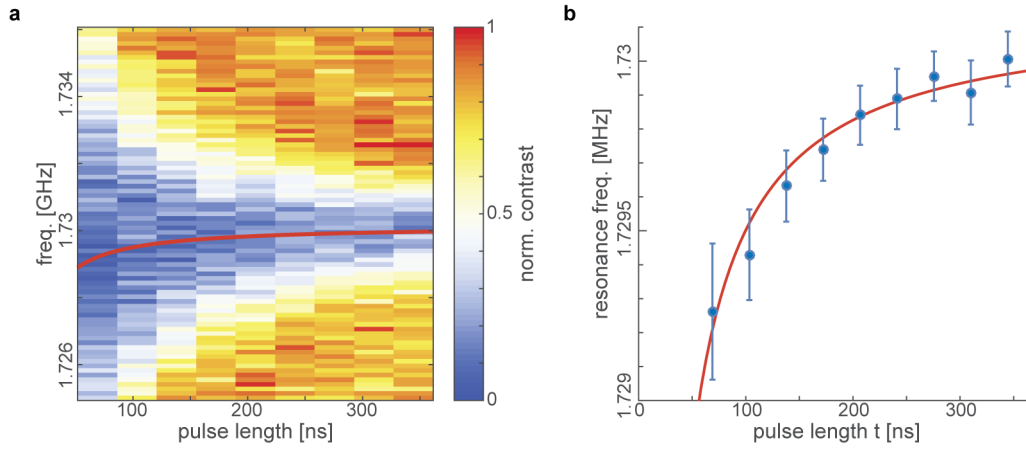 a
1.734
1.73
1.726
freq. [GHz]
100
200
300
pulse length [ns]
1
0.5
0
norm. contrast
b
1.73
1.7295
1.729
resonance freq. [MHz]
0
100
200
300
pulse length t [ns]